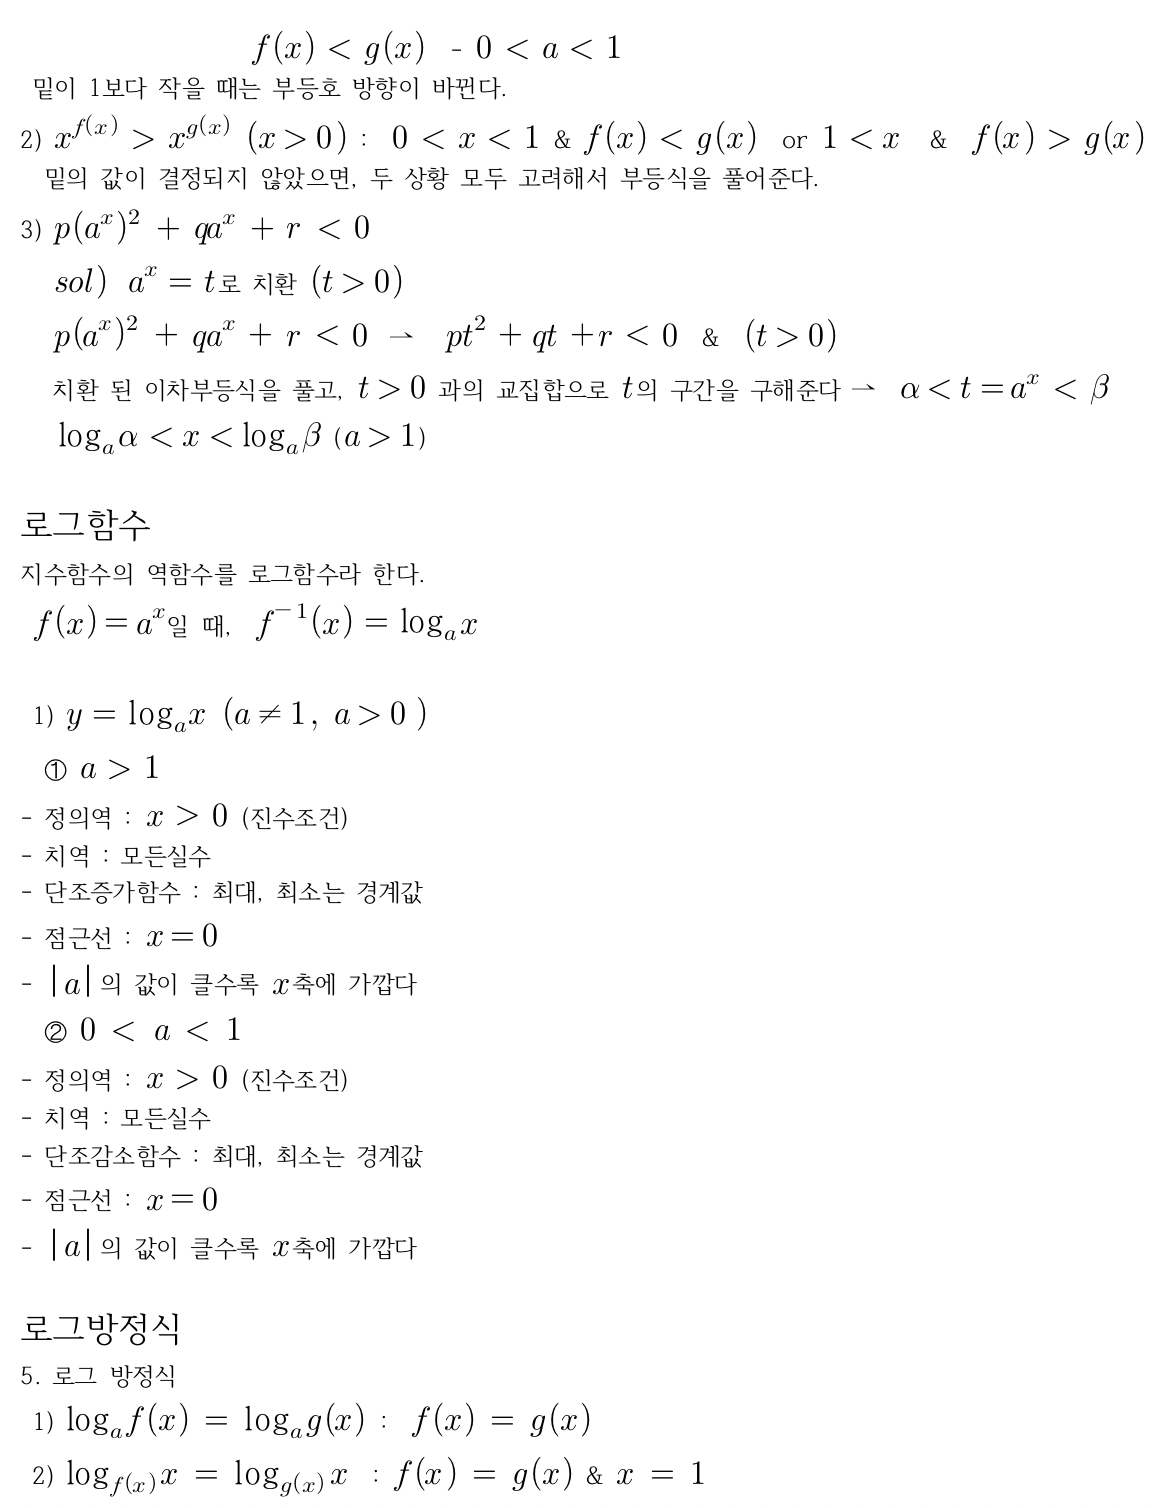 f(x) < g(x) - 0 < a < 1
밑이 1보다 작을 때는 부등호 방향이 바뀐다.
2) x^{f(x)} > x^{g(x)} (x > 0) : 0 < x < 1 & f(x) < g(x) or 1 < x & f(x) > g(x)
밑의 값이 결정되지 않았으면, 두 상황 모두 고려해서 부등식을 풀어준다.
3) p(a^x)^2 + qa^x + r < 0
sol) a^x = t로 치환 (t > 0)
p(a^x)^2 + qa^x + r < 0 ⇀ pt^2 + qt + r < 0 & (t > 0)
치환 된 이차부등식을 풀고, t > 0 과의 교집합으로 t의 구간을 구해준다 ⇀ α < t = a^x < β
log_a α < x < log_a β (a > 1)
로그함수
지수함수의 역함수를 로그함수라 한다.
f(x) = a^x일 때, f^{-1}(x) = log_a x
1) y = log_a x (a ≠ 1, a > 0 )
① a > 1
- 정의역 : x > 0 (진수조건)
- 치역 : 모든실수
- 단조증가함수 : 최대, 최소는 경계값
- 점근선 : x = 0
- |a|의 값이 클수록 x축에 가깝다
② 0 < a < 1
- 정의역 : x > 0 (진수조건)
- 치역 : 모든실수
- 단조감소함수 : 최대, 최소는 경계값
- 점근선 : x = 0
- |a|의 값이 클수록 x축에 가깝다
로그방정식
5. 로그 방정식
1) log_a f(x) = log_a g(x) : f(x) = g(x)
2) log_{f(x)} x = log_{g(x)} x : f(x) = g(x) & x = 1